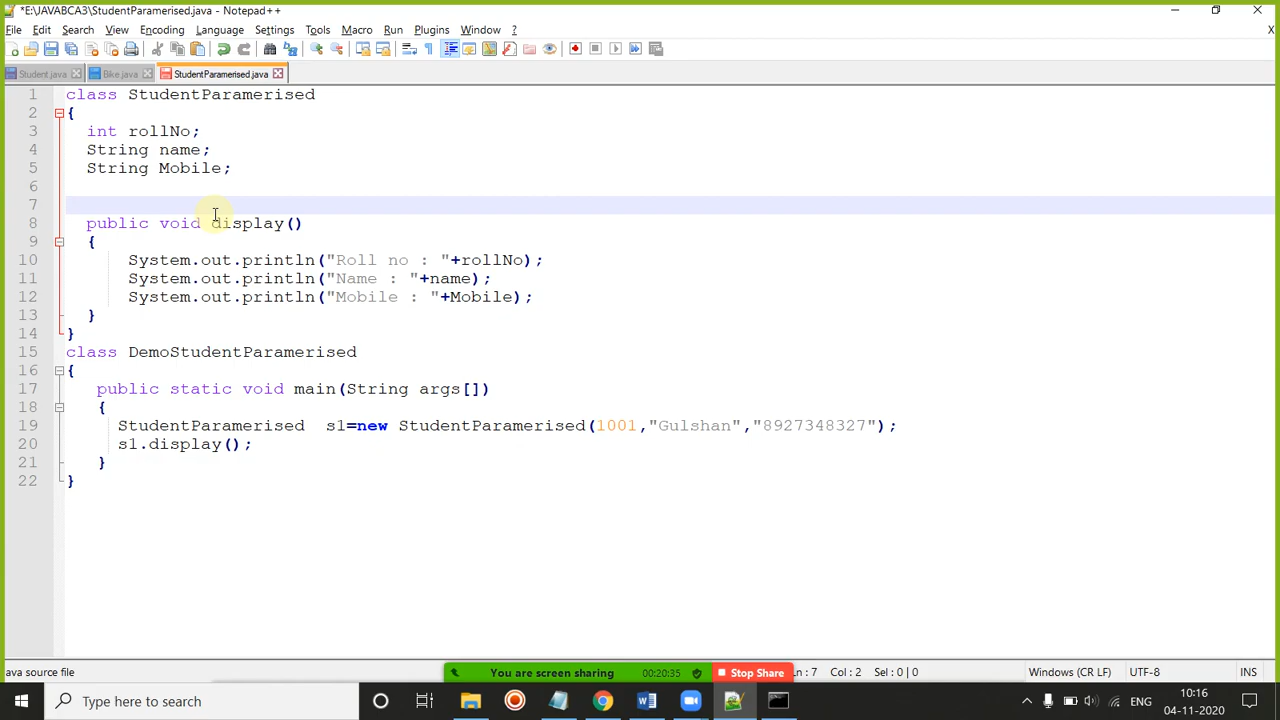 *E:\JAVABCA3\StudentParamerised.java - Notepad++
File Edit Search View Encoding Language Settings Tools Macro Run Plugins Window ? X
Student.java Bike.java StudentParamerised.java
1 class StudentParamerised
2 {
3 int rollNo;
4 String name;
5 String Mobile;
6
7
8 public void display()
9 {
10 System.out.println("Roll no : "+rollNo);
11 System.out.println("Name : "+name);
12 System.out.println("Mobile : "+Mobile);
13 }
14 }
15 class DemoStudentParamerised
16 {
17 public static void main(String args[])
18 {
19 StudentParamerised s1=new StudentParamerised(1001,"Gulshan","8927348327");
20 s1.display();
21 }
22 }
ava source file You are screen sharing 00:20:35 Stop Share Ln : 7 Col : 2 Sel : 0 | 0 Windows (CR LF) UTF-8 INS
Type here to search ENG 10:16
04-11-2020